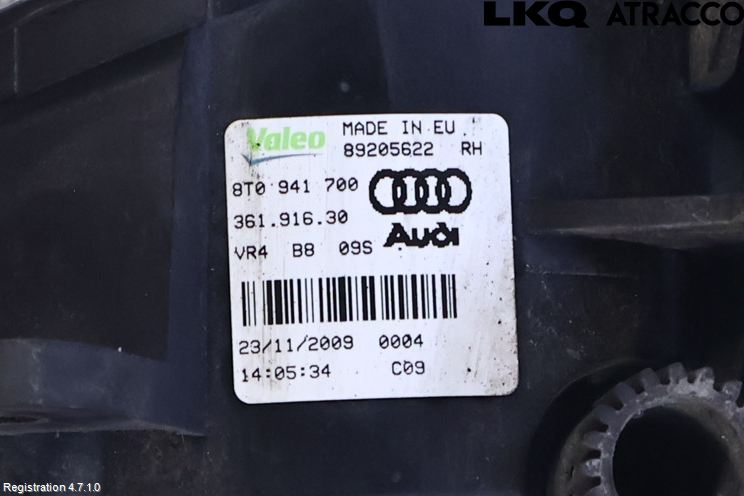 LKQ ATRACCO
Valeo MADE IN EU
89205622 RH
8T0 941 700
361.916.30
Audi
VR4 B8 09S
23/11/2009 0004
14:05:34 C09
Registration 4.7.1.0